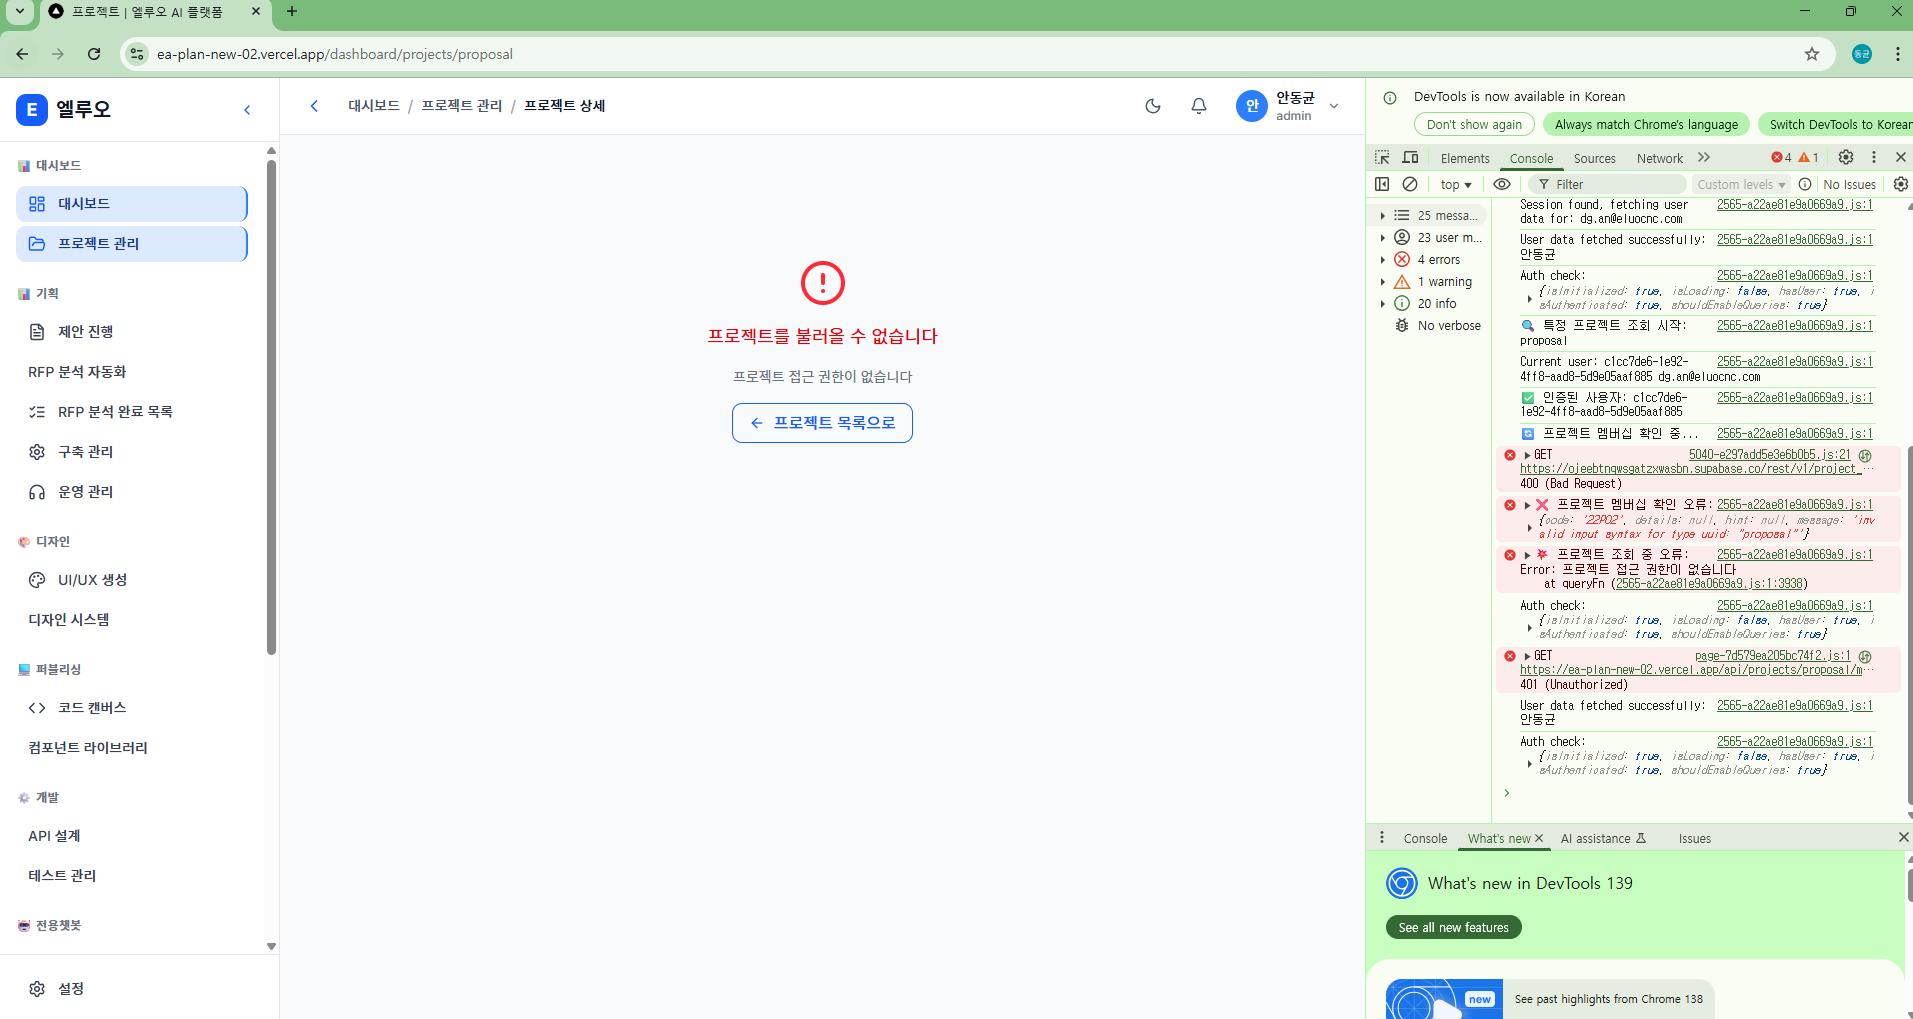 프로젝트 | 엘루오 AI 플랫폼
ea-plan-new-02.vercel.app/dashboard/projects/proposal
동균
E 엘루오
대시보드
대시보드
프로젝트 관리
기획
제안 진행
RFP 분석 자동화
RFP 분석 완료 목록
구축 관리
운영 관리
디자인
UI/UX 생성
디자인 시스템
퍼블리싱
코드 캔버스
컴포넌트 라이브러리
개발
API 설계
테스트 관리
전용챗봇
설정
대시보드 / 프로젝트 관리 / 프로젝트 상세
안
안동균
admin
프로젝트를 불러올 수 없습니다
프로젝트 접근 권한이 없습니다
프로젝트 목록으로
DevTools is now available in Korean
Don't show again
Always match Chrome's language
Switch DevTools to Korean
Elements Console Sources Network 4 1
top Filter Custom levels No Issues
25 messa...
23 user m...
4 errors
1 warning
20 info
No verbose
Session found, fetching user 2565-a22ae81e9a0669a9.js:1
data for: dg.an@eluocnc.com
User data fetched successfully: 2565-a22ae81e9a0669a9.js:1
안동균
Auth check: 2565-a22ae81e9a0669a9.js:1
{isInitialized: true, isLoading: false, hasUser: true, i
sAuthenticated: true, shouldEnableQueries: true}
특정 프로젝트 조회 시작: 2565-a22ae81e9a0669a9.js:1
proposal
Current user: c1cc7de6-1e92- 2565-a22ae81e9a0669a9.js:1
4ff8-aad8-5d9e05aaf885 dg.an@eluocnc.com
인증된 사용자: c1cc7de6- 2565-a22ae81e9a0669a9.js:1
1e92-4ff8-aad8-5d9e05aaf885
프로젝트 멤버십 확인 중... 2565-a22ae81e9a0669a9.js:1
GET 5040-e297add5e3e6b0b5.js:21
https://ojeebtnqwsgatzxwasbn.supabase.co/rest/v1/project_…
400 (Bad Request)
프로젝트 멤버십 확인 오류: 2565-a22ae81e9a0669a9.js:1
{code: '22P02', details: null, hint: null, message: 'inv
alid input syntax for type uuid: "proposal"'}
프로젝트 조회 중 오류: 2565-a22ae81e9a0669a9.js:1
Error: 프로젝트 접근 권한이 없습니다
at queryFn (2565-a22ae81e9a0669a9.js:1:3938)
Auth check: 2565-a22ae81e9a0669a9.js:1
{isInitialized: true, isLoading: false, hasUser: true, i
sAuthenticated: true, shouldEnableQueries: true}
GET page-7d579ea205bc74f2.js:1
https://ea-plan-new-02.vercel.app/api/projects/proposal/m…
401 (Unauthorized)
User data fetched successfully: 2565-a22ae81e9a0669a9.js:1
안동균
Auth check: 2565-a22ae81e9a0669a9.js:1
{isInitialized: true, isLoading: false, hasUser: true, i
sAuthenticated: true, shouldEnableQueries: true}
Console What's new AI assistance Issues
What's new in DevTools 139
See all new features
new
See past highlights from Chrome 138